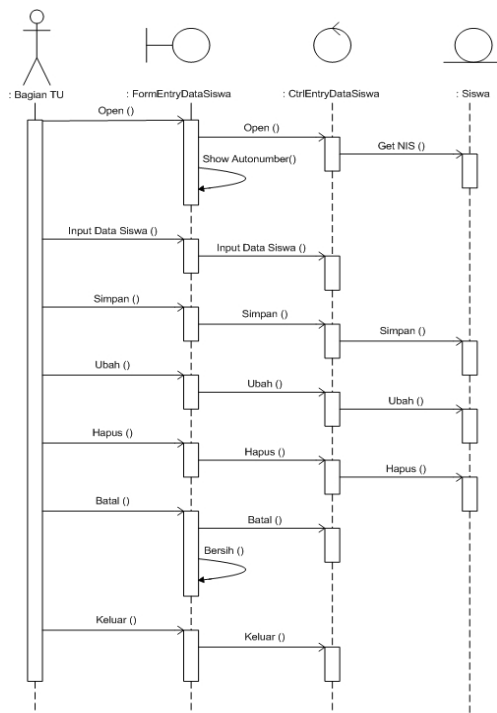 : Bagian TU
: FormEntryDataSiswa
: CtrlEntryDataSiswa
: Siswa
Open ()
Open ()
Get NIS ()
Show Autonumber()
Input Data Siswa ()
Input Data Siswa ()
Simpan ()
Simpan ()
Simpan ()
Ubah ()
Ubah ()
Ubah ()
Hapus ()
Hapus ()
Hapus ()
Batal ()
Batal ()
Bersih ()
Keluar ()
Keluar ()